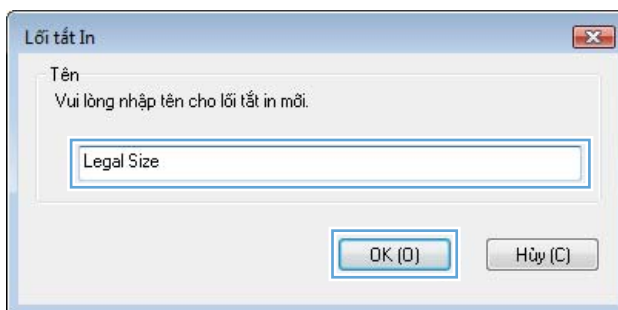 Lối tắt In
Tên
Vui lòng nhập tên cho lối tắt in mới.
Legal Size
OK (O)
Hủy (C)